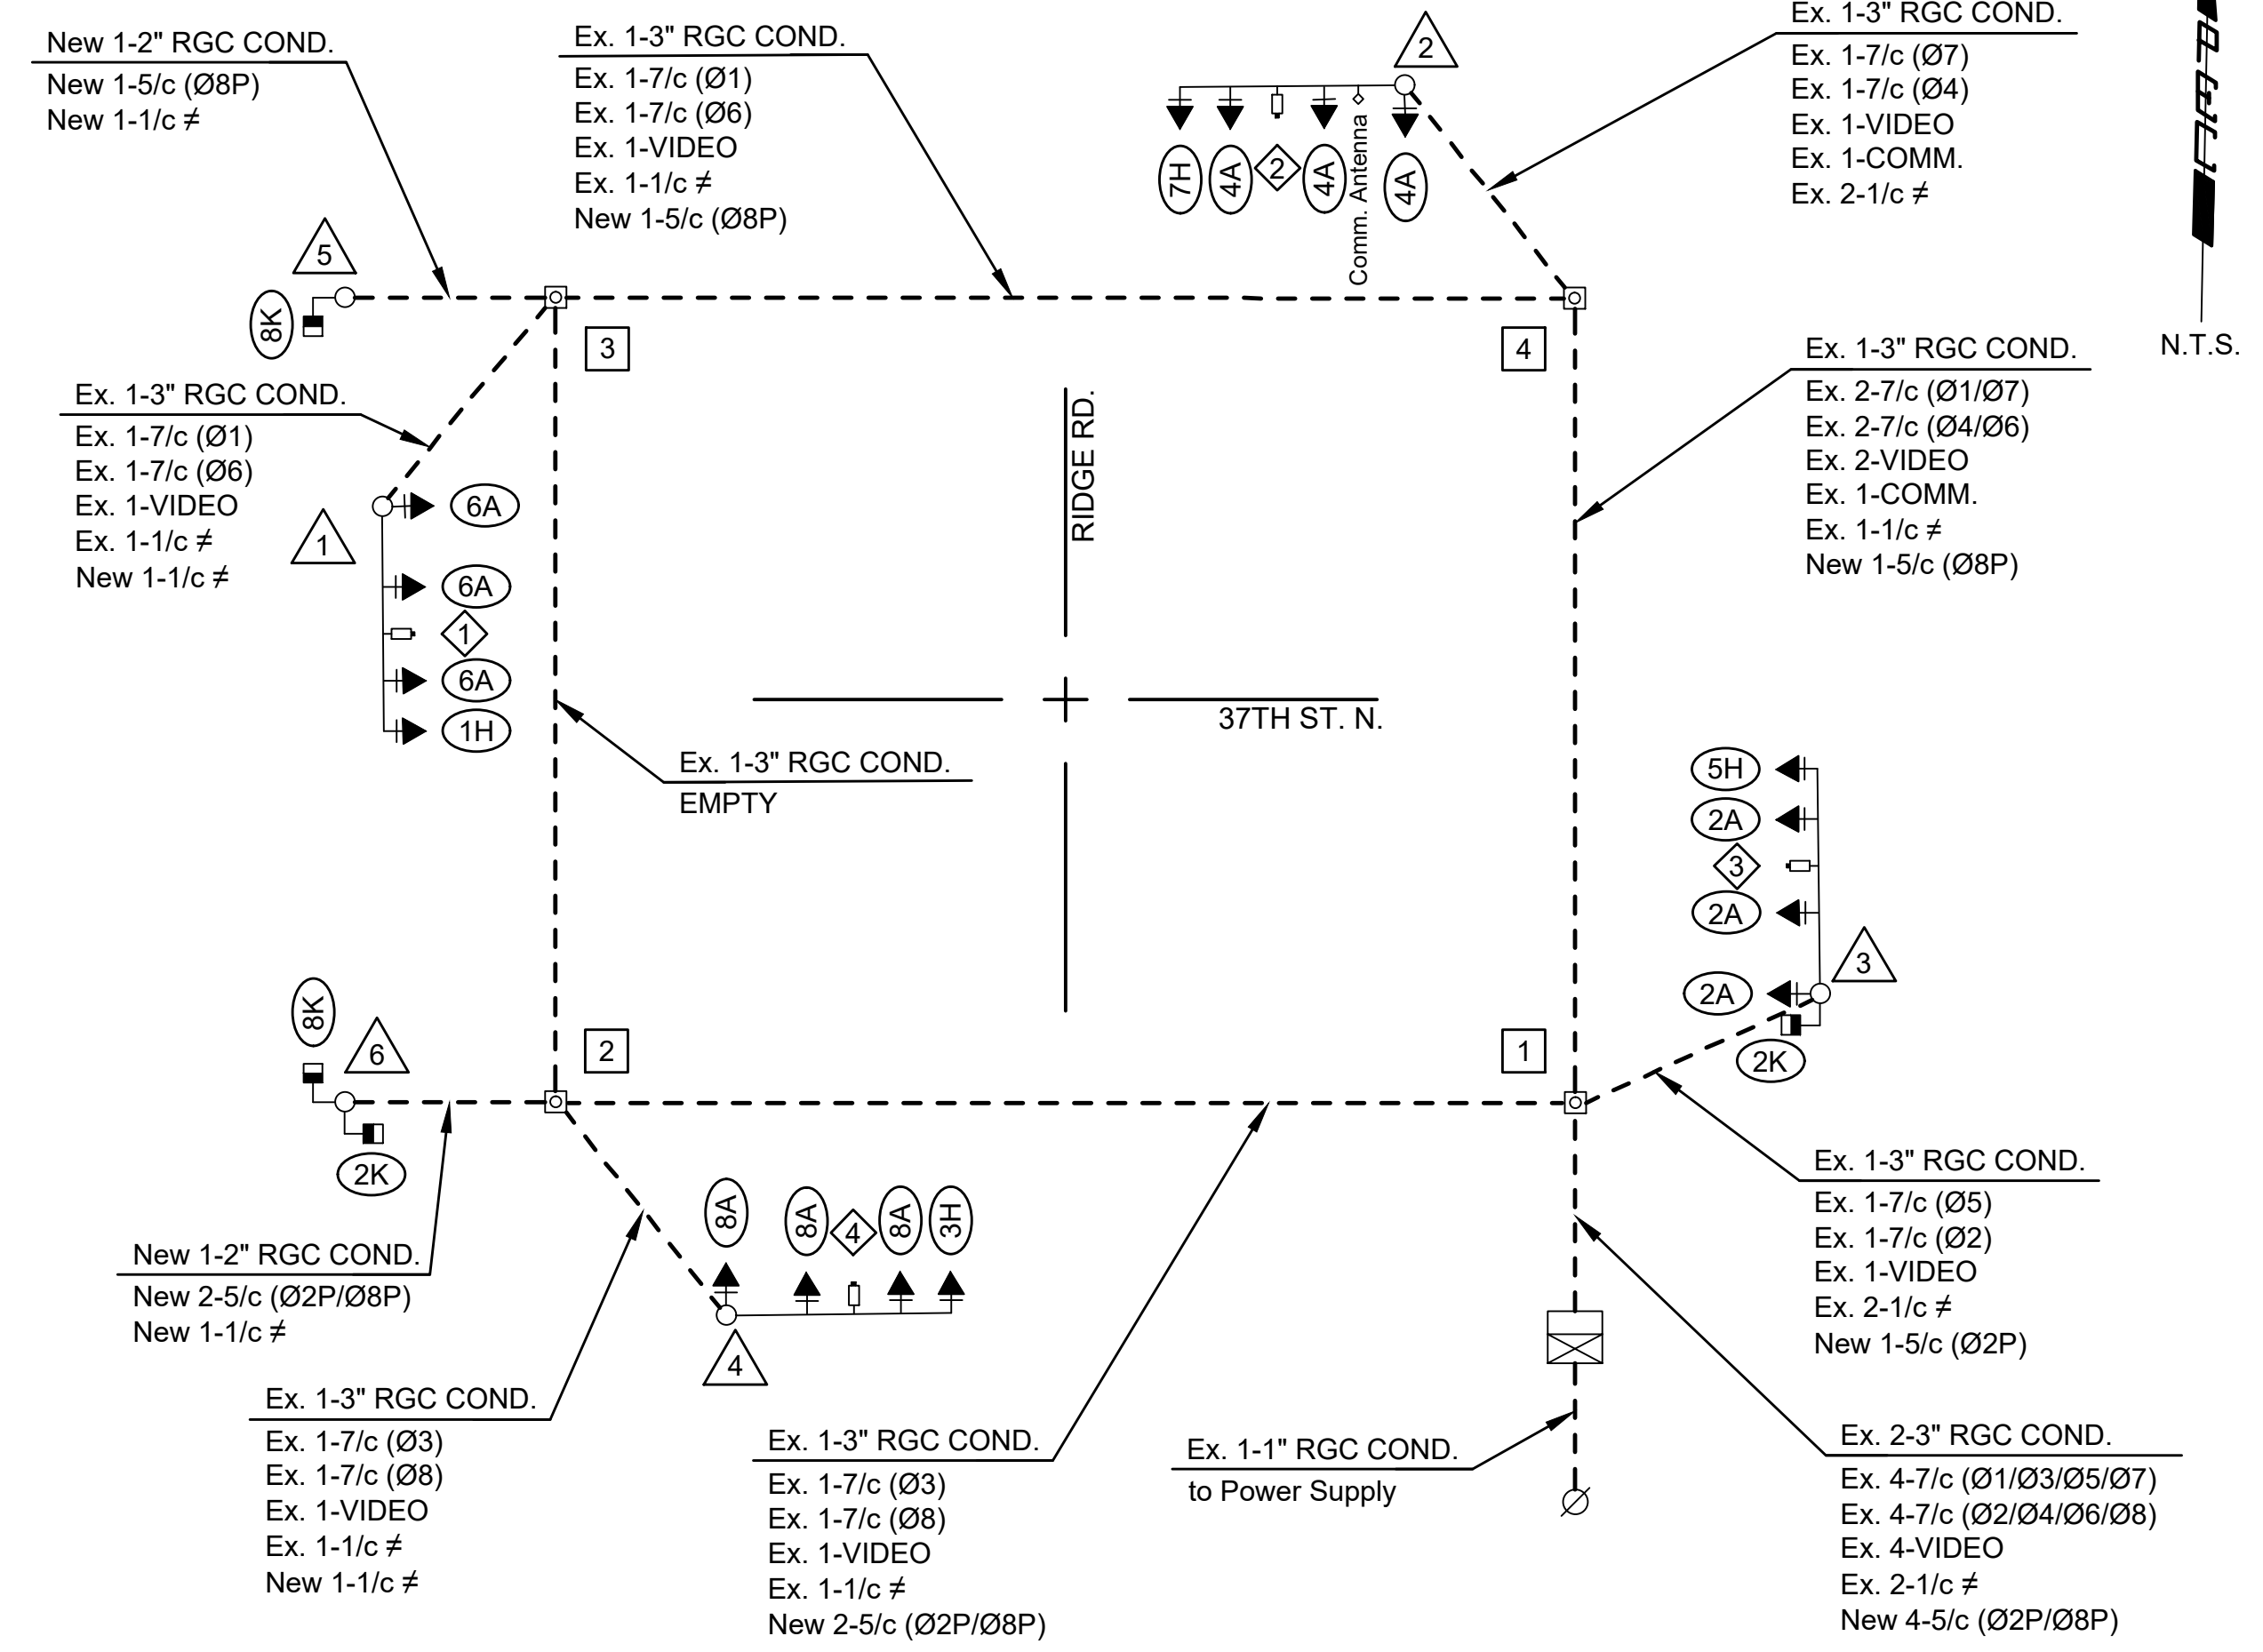 New 1-2" RGC COND.
New 1-5/c (Ø8P)
New 1-1/c ≠
Ex. 1-3" RGC COND.
Ex. 1-7/c (Ø1)
Ex. 1-7/c (Ø6)
Ex. 1-VIDEO
Ex. 1-1/c ≠
New 1-5/c (Ø8P)
2
7H
4A
2
4A
Comm. Antenna
4A
Ex. 1-3" RGC COND.
Ex. 1-7/c (Ø7)
Ex. 1-7/c (Ø4)
Ex. 1-VIDEO
Ex. 1-COMM.
Ex. 2-1/c ≠
N.T.S.
5
8K
3
4
Ex. 1-3" RGC COND.
Ex. 1-7/c (Ø1)
Ex. 1-7/c (Ø6)
Ex. 1-VIDEO
Ex. 1-1/c ≠
New 1-1/c ≠
1
6A
6A
1
6A
1H
RIDGE RD.
37TH ST. N.
Ex. 1-3" RGC COND.
EMPTY
Ex. 1-3" RGC COND.
Ex. 2-7/c (Ø1/Ø7)
Ex. 2-7/c (Ø4/Ø6)
Ex. 2-VIDEO
Ex. 1-COMM.
Ex. 1-1/c ≠
New 1-5/c (Ø8P)
5H
2A
3
2A
2A
3
2K
8K
6
2K
2
1
New 1-2" RGC COND.
New 2-5/c (Ø2P/Ø8P)
New 1-1/c ≠
8A
8A
4
8A
3H
4
Ex. 1-3" RGC COND.
Ex. 1-7/c (Ø5)
Ex. 1-7/c (Ø2)
Ex. 1-VIDEO
Ex. 2-1/c ≠
New 1-5/c (Ø2P)
Ex. 1-3" RGC COND.
Ex. 1-7/c (Ø3)
Ex. 1-7/c (Ø8)
Ex. 1-VIDEO
Ex. 1-1/c ≠
New 1-1/c ≠
Ex. 1-3" RGC COND.
Ex. 1-7/c (Ø3)
Ex. 1-7/c (Ø8)
Ex. 1-VIDEO
Ex. 1-1/c ≠
New 2-5/c (Ø2P/Ø8P)
Ex. 1-1" RGC COND.
to Power Supply
Ex. 2-3" RGC COND.
Ex. 4-7/c (Ø1/Ø3/Ø5/Ø7)
Ex. 4-7/c (Ø2/Ø4/Ø6/Ø8)
Ex. 4-VIDEO
Ex. 2-1/c ≠
New 4-5/c (Ø2P/Ø8P)